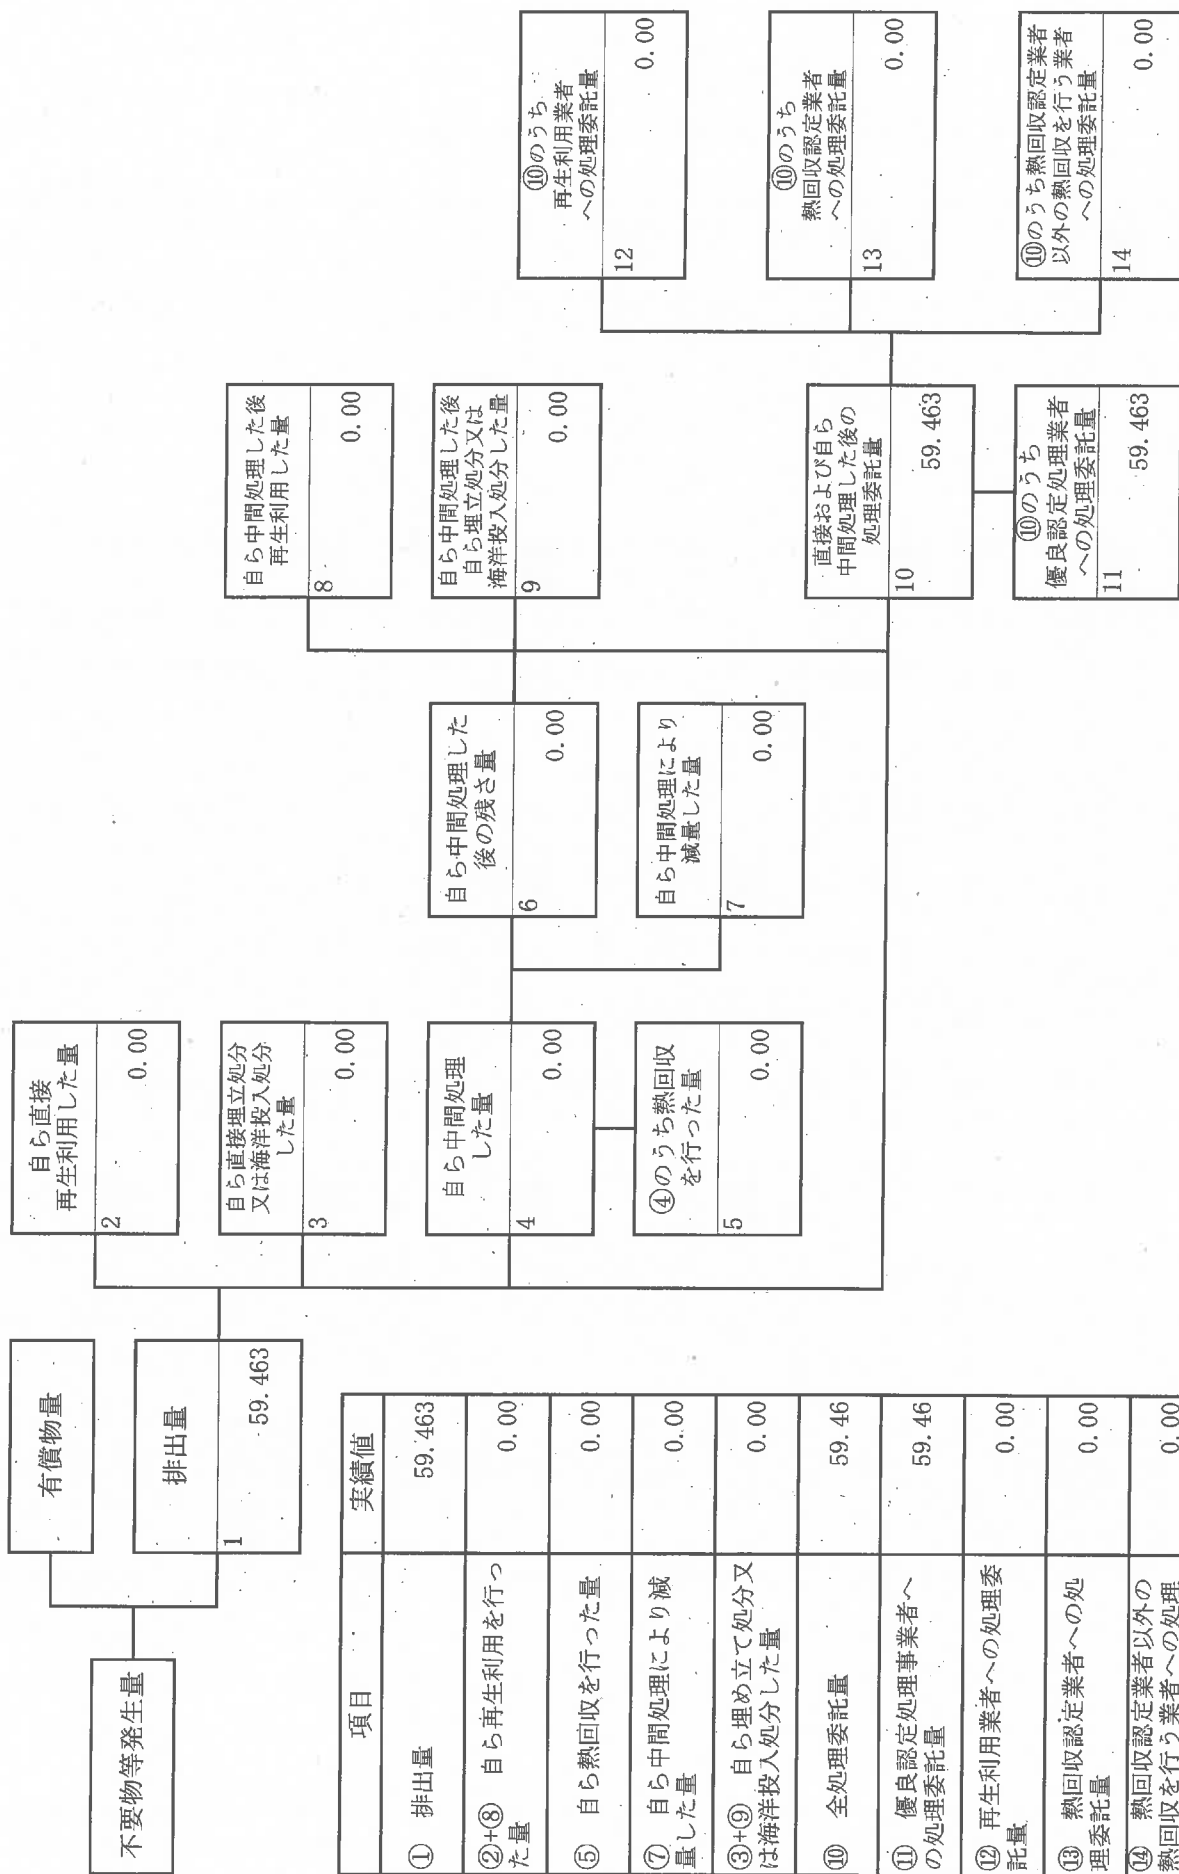 不要物等発生量
有償物量
排出量
1
59.463
自ら直接
再生利用した量
2
0.00
自ら直接埋立処分
又は海洋投入処分
した量
3
0.00
自ら中間処理
した量
4
0.00
④のうち熱回収
を行った量
5
0.00
自ら中間処理した
後の残さ量
6
0.00
自ら中間処理により
減量した量
7
0.00
自ら中間処理した後
再生利用した量
8
0.00
自ら中間処理した後
自ら埋立処分又は
海洋投入処分した量
9
0.00
直接および自ら
中間処理した後の
処理委託量
10
59.463
⑩のうち
優良認定処理業者
への処理委託量
11
59.463
⑩のうち
再生利用業者
への処理委託量
12
0.00
⑩のうち
熱回収認定業者
への処理委託量
13
0.00
⑩のうち熱回収認定業者
以外の熱回収を行う業者
への処理委託量
14
0.00
項目 実績値
① 排出量 59.463
②+⑧ 自ら再生利用を行っ
た量 0.00
⑤ 自ら熱回収を行った量 0.00
⑦ 自ら中間処理により減
量した量 0.00
③+⑨ 自ら埋め立て処分又
は海洋投入処分した量 0.00
⑩ 全処理委託量 59.46
⑪ 優良認定処理事業者へ
の処理委託量 59.46
⑫ 再生利用業者への処理委
託量 0.00
⑬ 熱回収認定業者への処
理委託量 0.00
⑭ 熱回収認定業者以外の
熱回収を行う業者への処理 0.00